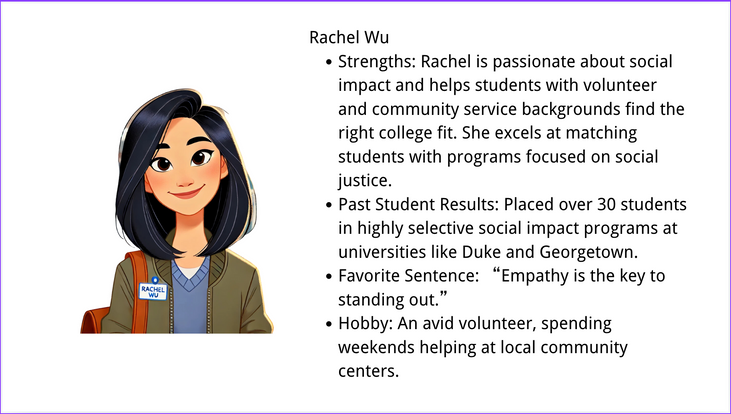 Rachel Wu
• Strengths: Rachel is passionate about social
impact and helps students with volunteer
and community service backgrounds find the
right college fit. She excels at matching
students with programs focused on social
justice.
• Past Student Results: Placed over 30 students
in highly selective social impact programs at
universities like Duke and Georgetown.
• Favorite Sentence: “Empathy is the key to
standing out.”
• Hobby: An avid volunteer, spending
weekends helping at local community
centers.
RACHEL
WU